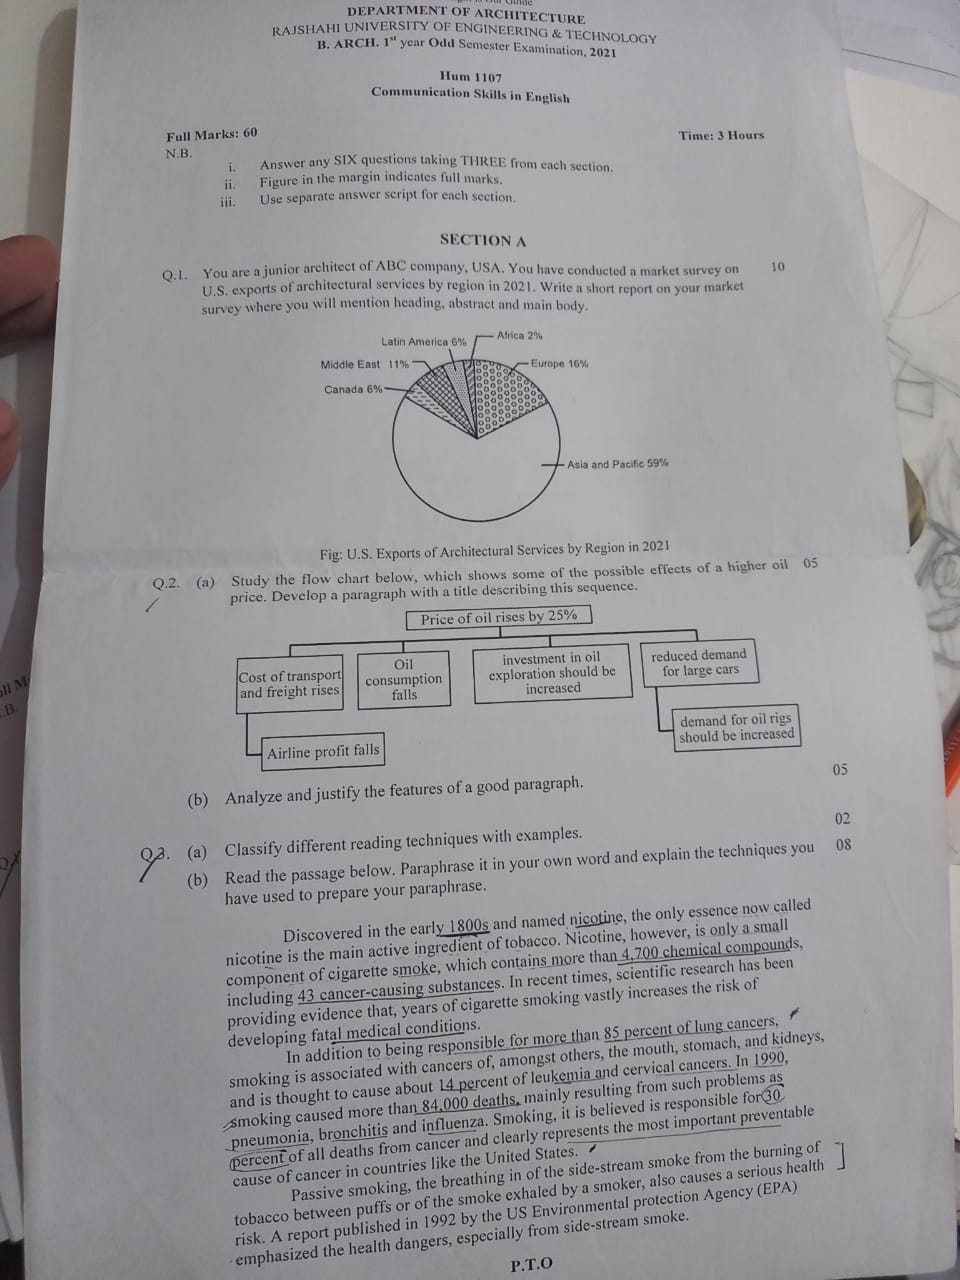 DEPARTMENT OF ARCHITECTURE
RAJSHAHI UNIVERSITY OF ENGINEERING & TECHNOLOGY
B. ARCH. 1st year Odd Semester Examination, 2021
Hum 1107
Communication Skills in English
Full Marks: 60
Time: 3 Hours
N.B.
i. Answer any SIX questions taking THREE from each section.
ii. Figure in the margin indicates full marks.
iii. Use separate answer script for each section.
SECTION A
Q.1. You are a junior architect of ABC company, USA. You have conducted a market survey on 10
U.S. exports of architectural services by region in 2021. Write a short report on your market
survey where you will mention heading, abstract and main body.
Africa 2%
Latin America 6%
Middle East 11%
Europe 16%
Canada 6%
Asia and Pacific 59%
Fig: U.S. Exports of Architectural Services by Region in 2021
Q.2. (a) Study the flow chart below, which shows some of the possible effects of a higher oil 05
price. Develop a paragraph with a title describing this sequence.
Price of oil rises by 25%
Cost of transport
and freight rises
Oil
consumption
falls
investment in oil
exploration should be
increased
reduced demand
for large cars
Airline profit falls
demand for oil rigs
should be increased
(b) Analyze and justify the features of a good paragraph. 05
Q3. (a) Classify different reading techniques with examples. 02
(b) Read the passage below. Paraphrase it in your own word and explain the techniques you 08
have used to prepare your paraphrase.
Discovered in the early 1800s and named nicotine, the only essence now called
nicotine is the main active ingredient of tobacco. Nicotine, however, is only a small
component of cigarette smoke, which contains more than 4,700 chemical compounds,
including 43 cancer-causing substances. In recent times, scientific research has been
providing evidence that, years of cigarette smoking vastly increases the risk of
developing fatal medical conditions.
In addition to being responsible for more than 85 percent of lung cancers,
smoking is associated with cancers of, amongst others, the mouth, stomach, and kidneys,
and is thought to cause about 14 percent of leukemia and cervical cancers. In 1990,
smoking caused more than 84,000 deaths, mainly resulting from such problems as
pneumonia, bronchitis and influenza. Smoking, it is believed is responsible for 30
percent of all deaths from cancer and clearly represents the most important preventable
cause of cancer in countries like the United States.
Passive smoking, the breathing in of the side-stream smoke from the burning of
tobacco between puffs or of the smoke exhaled by a smoker, also causes a serious health
risk. A report published in 1992 by the US Environmental protection Agency (EPA)
emphasized the health dangers, especially from side-stream smoke.
P.T.O